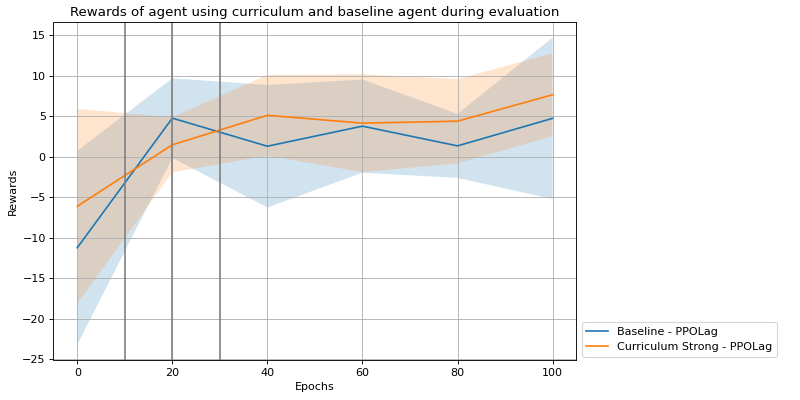 Rewards of agent using curriculum and baseline agent during evaluation
15
10
5
0
−5
−10
−15
−20
−25
Rewards
0 20 40 60 80 100
Epochs
Baseline - PPOLag
Curriculum Strong - PPOLag